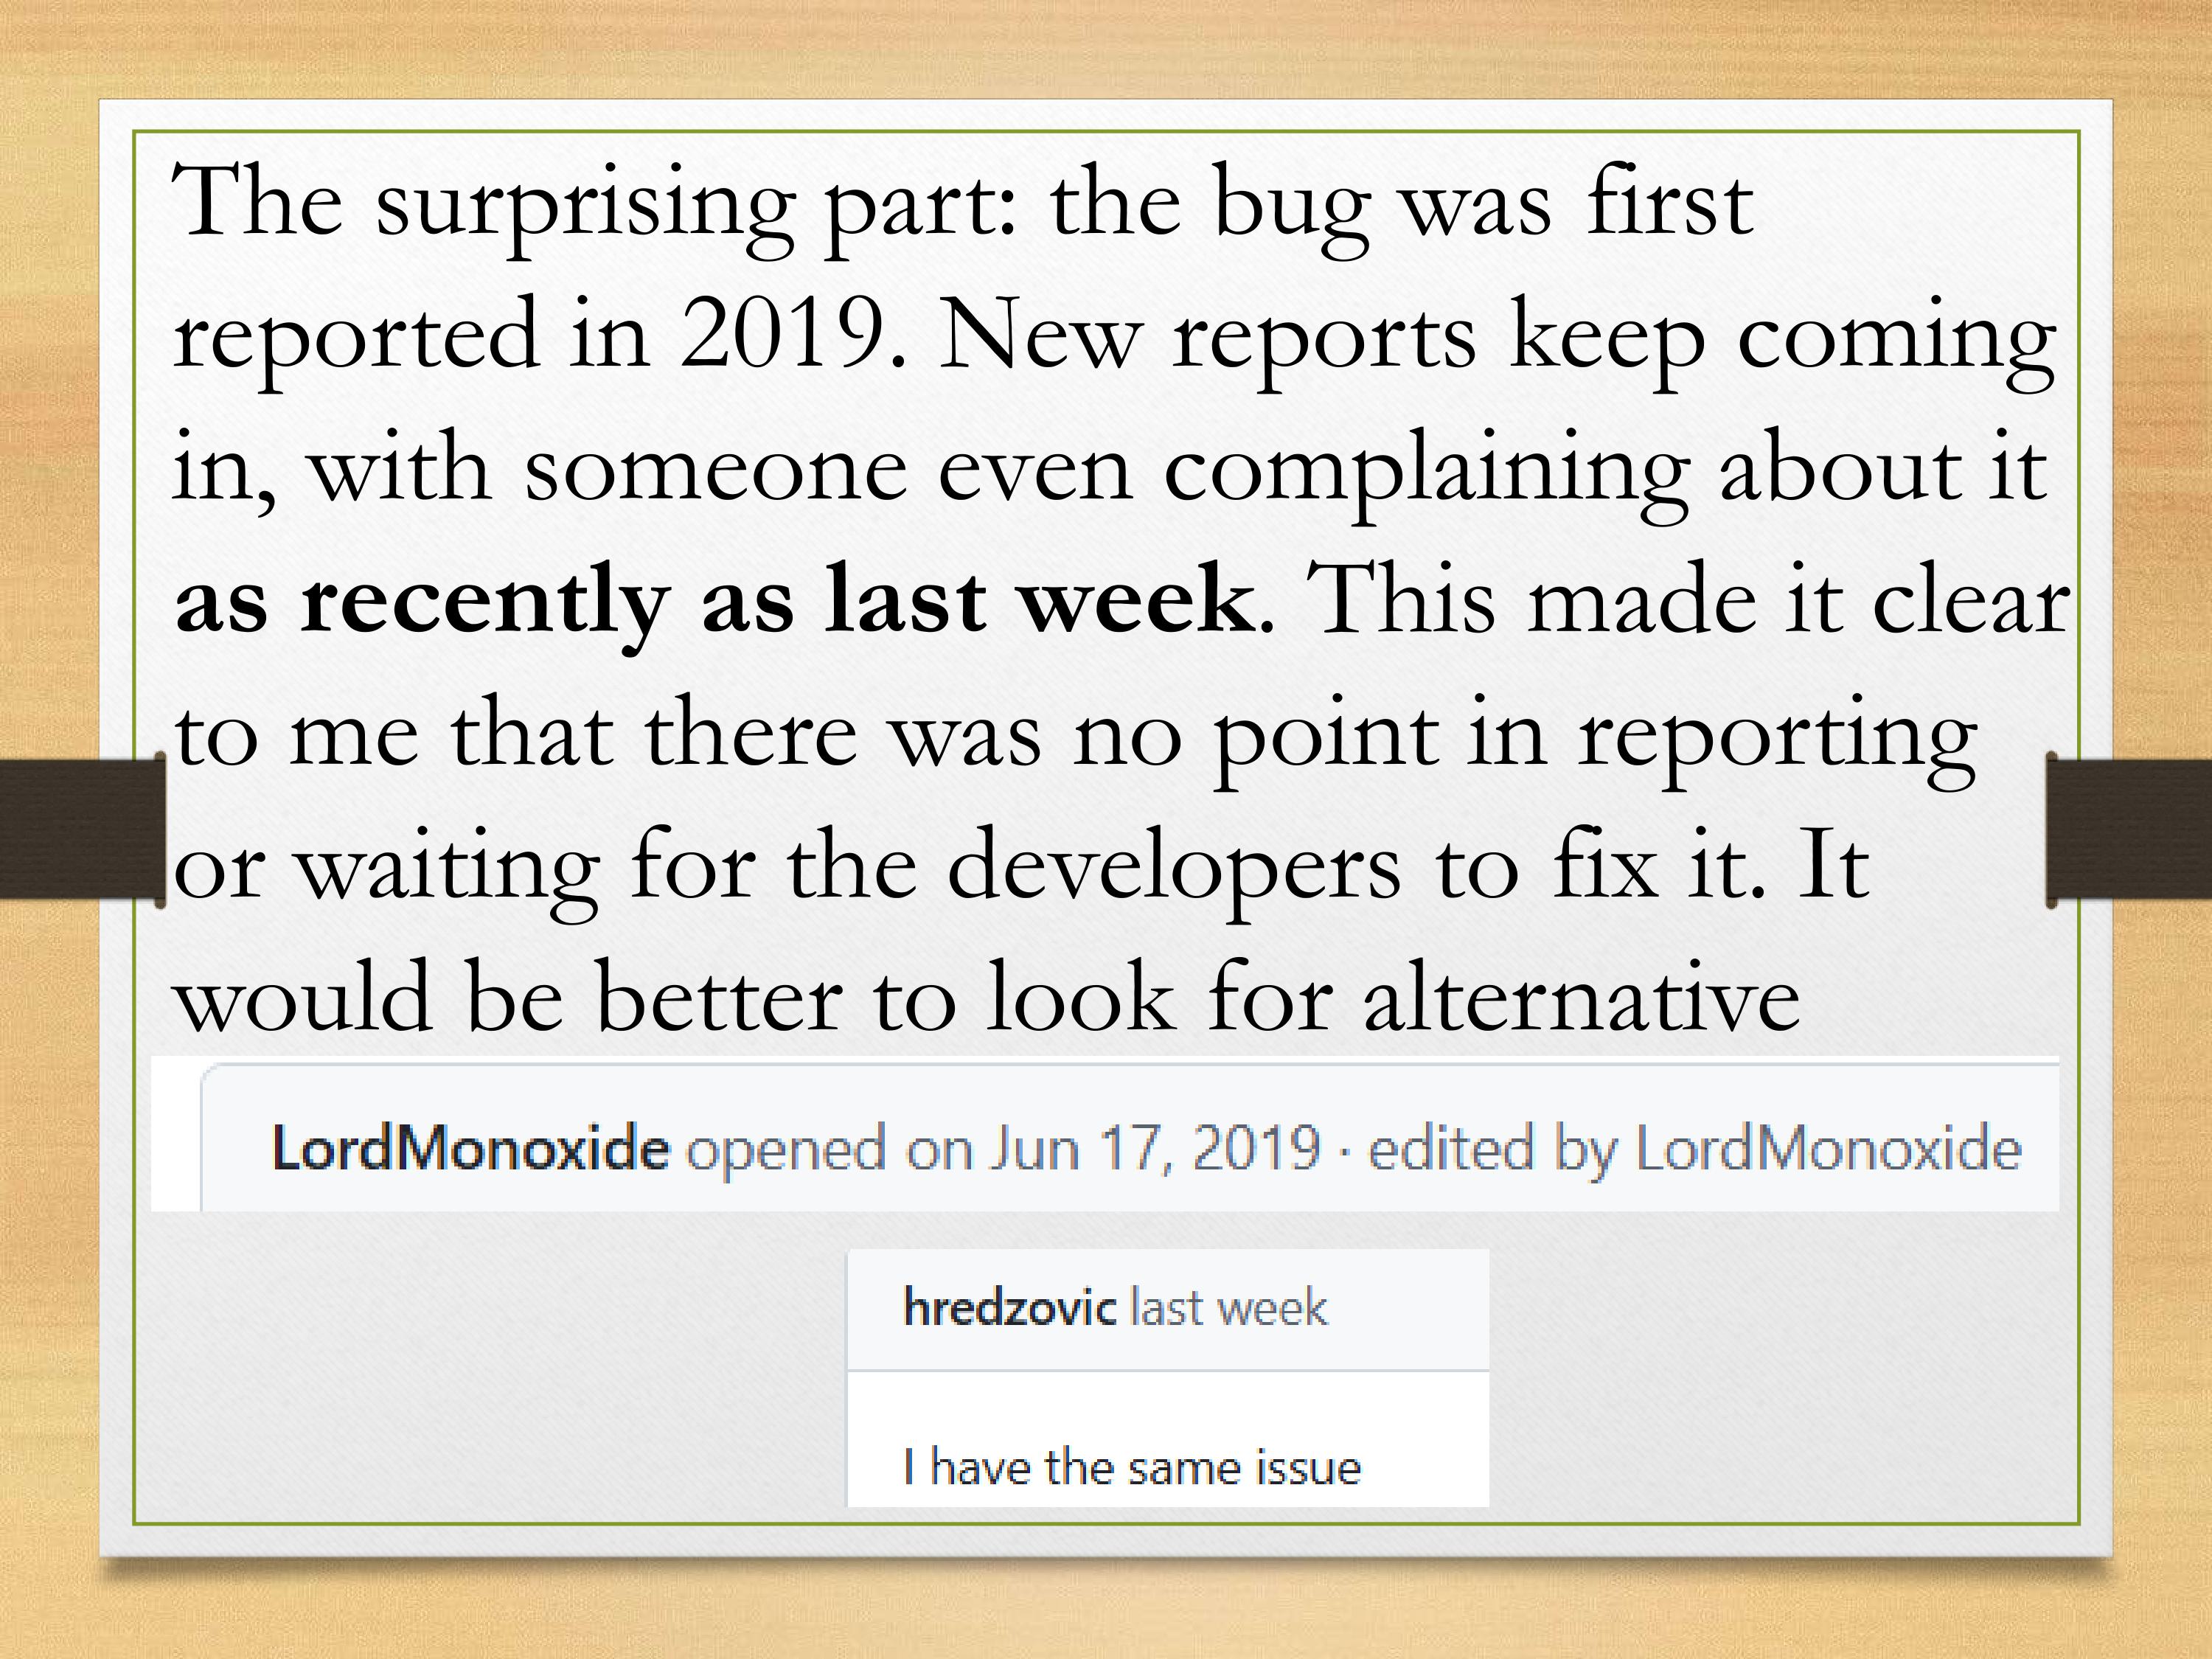 The surprising part: the bug was first
reported in 2019. New reports keep coming
in, with someone even complaining about it
as recently as last week. This made it clear
to me that there was no point in reporting
or waiting for the developers to fix it. It
would be better to look for alternative
LordMonoxide opened on Jun 17, 2019 · edited by LordMonoxide
hredzovic last week
I have the same issue